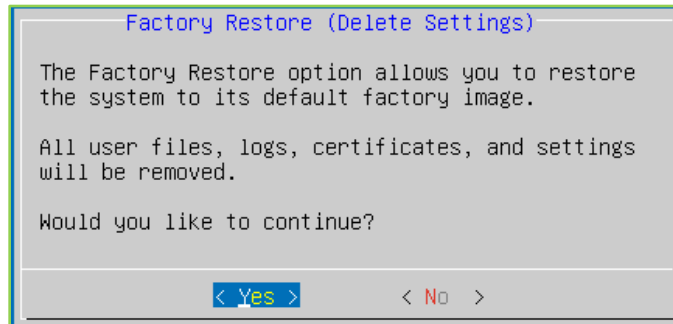 Factory Restore (Delete Settings)
The Factory Restore option allows you to restore
the system to its default factory image.
All user files, logs, certificates, and settings
will be removed.
Would you like to continue?
< Yes > < No >